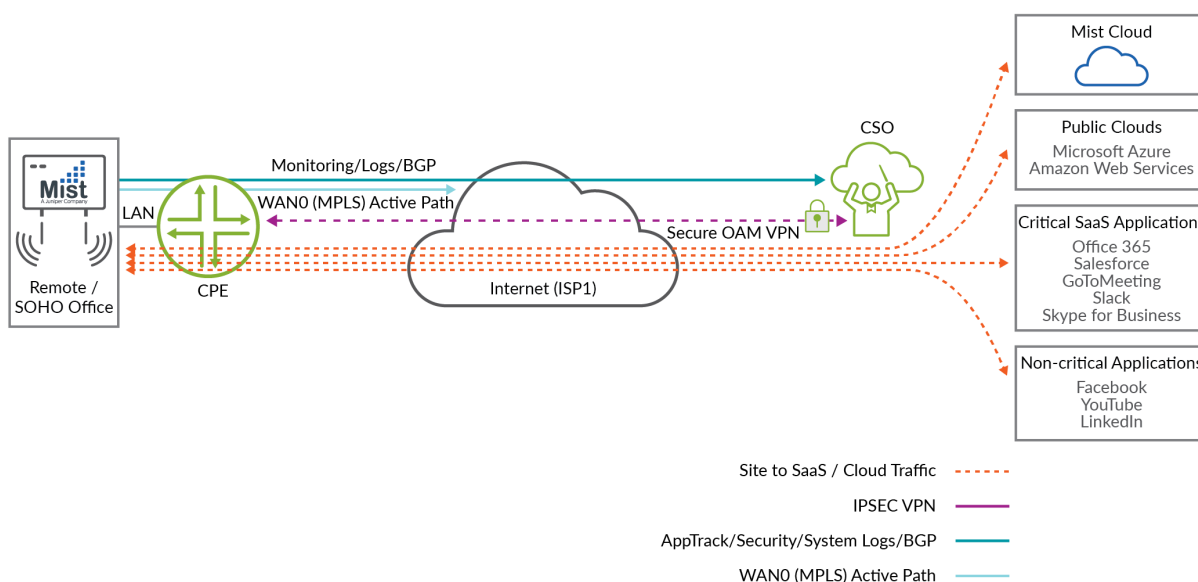 Mist Cloud
Public Clouds
Microsoft Azure
Amazon Web Services
Critical SaaS Application
Office 365
Salesforce
GoToMeeting
Slack
Skype for Business
Non-critical Applications
Facebook
YouTube
LinkedIn
CSO
Monitoring/Logs/BGP
WAN0 (MPLS) Active Path
Secure OAM VPN
Mist
A Juniper Company
LAN
Remote /
SOHO Office
CPE
Internet (ISP1)
Site to SaaS / Cloud Traffic
IPSEC VPN
AppTrack/Security/System Logs/BGP
WAN0 (MPLS) Active Path